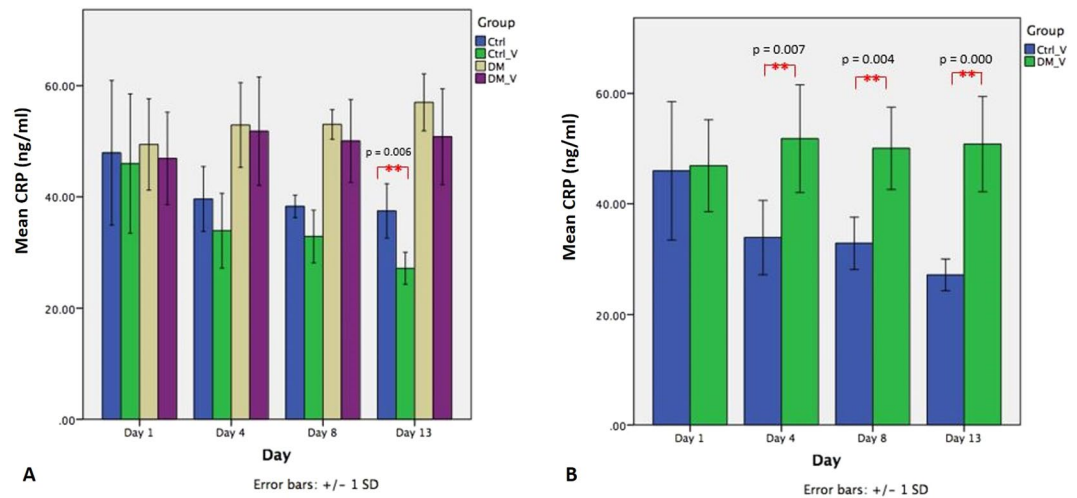 Group
Ctrl
Ctrl_V
DM
DM_V
Mean CRP (ng/ml)
60.00
40.00
20.00
.00
p = 0.006
**
Day 1
Day 4
Day 8
Day 13
Day
A
Error bars: +/- 1 SD
Group
Ctrl_V
DM_V
Mean CRP (ng/ml)
60.00
40.00
20.00
.00
p = 0.007
**
p = 0.004
**
p = 0.000
**
Day 1
Day 4
Day 8
Day 13
Day
B
Error bars: +/- 1 SD